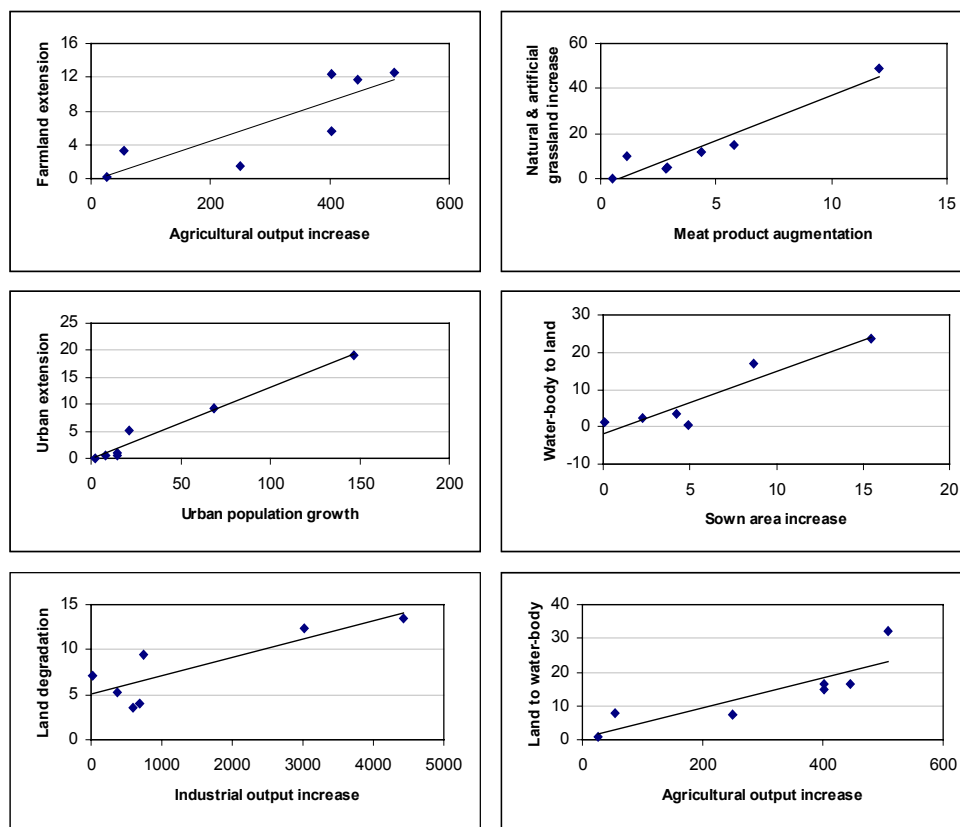 16
12
8
4
0
0 200 400 600
Farmland extension
Agricultural output increase
60
40
20
0
0 5 10 15
Natural & artificial
grassland increase
Meat product augmentation
25
20
15
10
5
0
0 50 100 150 200
Urban extension
Urban population growth
30
20
10
0
-10
0 5 10 15 20
Water-body to land
Sown area increase
15
10
5
0
0 1000 2000 3000 4000 5000
Land degradation
Industrial output increase
40
30
20
10
0
0 200 400 600
Land to water-body
Agricultural output increase